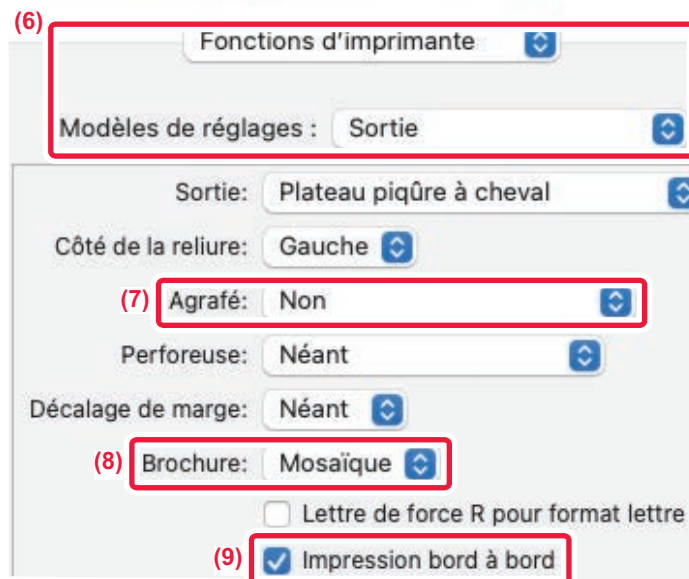 (6)
Fonctions d'imprimante
Modèles de réglages : Sortie
Sortie: Plateau piqûre à cheval
Côté de la reliure: Gauche
(7) Agrafé: Non
Perforeuse: Néant
Décalage de marge: Néant
(8) Brochure: Mosaïque
Lettre de force R pour format lettre
(9) Impression bord à bord